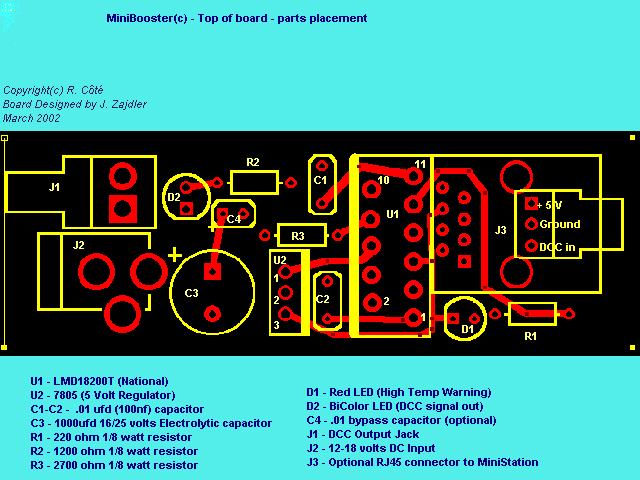 MiniBooster(c) - Top of board - parts placement
Copyright(c) R. Côté
Board Designed by J. Zajdler
March 2002
J1
D2
R2
C1
11
10
U1
C4
R3
J3
+ 5 V
Ground
DCC in
J2
+
+
U2
1
2
3
C3
C2
2
1
D1
R1
U1 - LMD18200T (National)
U2 - 7805 (5 Volt Regulator)
C1-C2 - .01 ufd (100nf) capacitor
C3 - 1000ufd 16/25 volts Electrolytic capacitor
R1 - 220 ohm 1/8 watt resistor
R2 - 1200 ohm 1/8 watt resistor
R3 - 2700 ohm 1/8 watt resistor
D1 - Red LED (High Temp Warning)
D2 - BiColor LED (DCC signal out)
C4 - .01 bypass capacitor (optional)
J1 - DCC Output Jack
J2 - 12-18 volts DC Input
J3 - Optional RJ45 connector to MiniStation